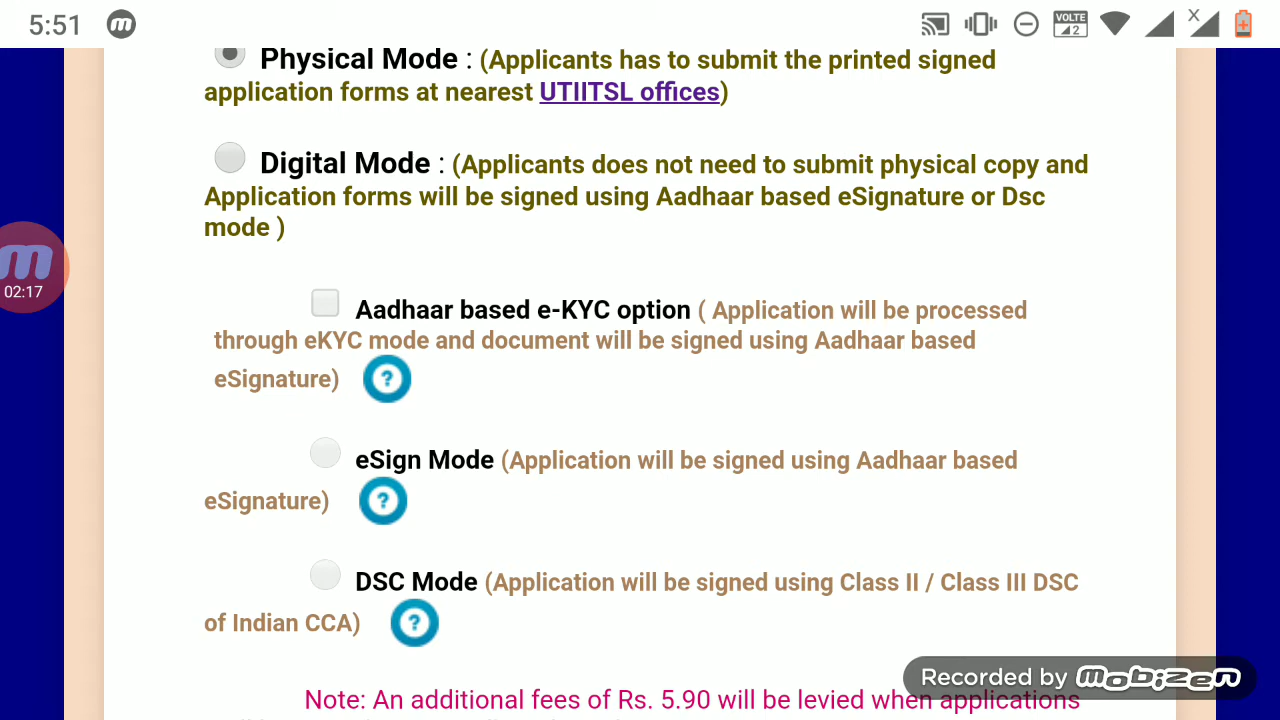 5:51 m VOLTE 2 X
Physical Mode : (Applicants has to submit the printed signed
application forms at nearest UTIITSL offices)
Digital Mode : (Applicants does not need to submit physical copy and
Application forms will be signed using Aadhaar based eSignature or Dsc
mode )
m
02:17
Aadhaar based e-KYC option ( Application will be processed
through eKYC mode and document will be signed using Aadhaar based
eSignature) ?
eSign Mode (Application will be signed using Aadhaar based
eSignature) ?
DSC Mode (Application will be signed using Class II / Class III DSC
of Indian CCA) ?
Recorded by mobizen
Note: An additional fees of Rs. 5.90 will be levied when applications